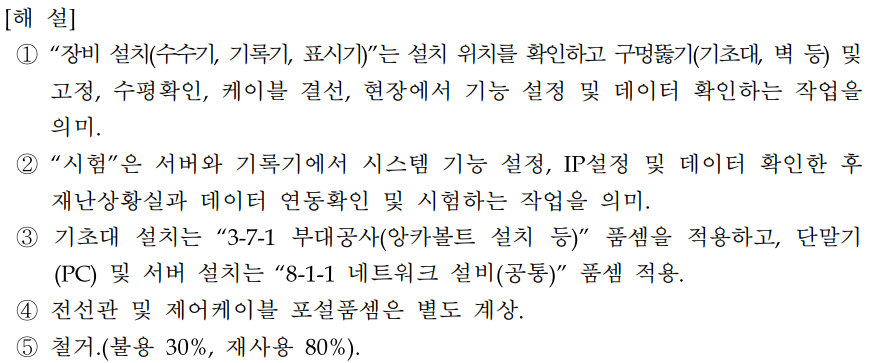 [해 설]
① “장비 설치(수수기, 기록기, 표시기)”는 설치 위치를 확인하고 구멍뚫기(기초대, 벽 등) 및
고정, 수평확인, 케이블 결선, 현장에서 기능 설정 및 데이터 확인하는 작업을
의미.
② “시험”은 서버와 기록기에서 시스템 기능 설정, IP설정 및 데이터 확인한 후
재난상황실과 데이터 연동확인 및 시험하는 작업을 의미.
③ 기초대 설치는 “3-7-1 부대공사(앙카볼트 설치 등)” 품셈을 적용하고, 단말기
(PC) 및 서버 설치는 “8-1-1 네트워크 설비(공통)” 품셈 적용.
④ 전선관 및 제어케이블 포설품셈은 별도 계상.
⑤ 철거.(불용 30%, 재사용 80%).